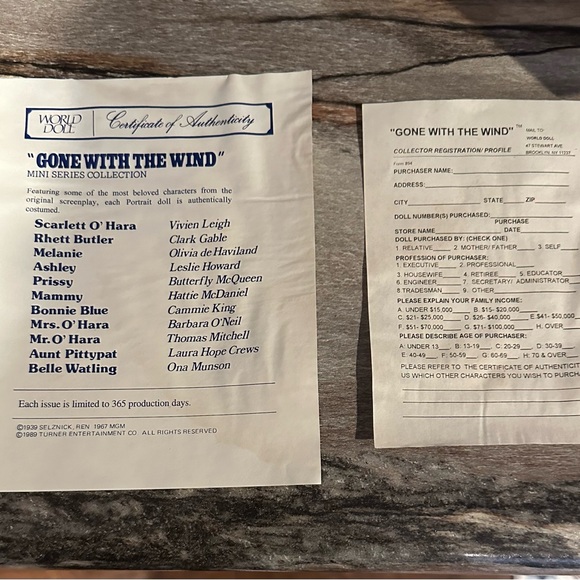 WORLD DOLL
Certificate of Authenticity
"GONE WITH THE WIND"
MINI SERIES COLLECTION
Featuring some of the most beloved characters from the
original screenplay, each Portrait doll is authentically
costumed.
Scarlett O'Hara Vivien Leigh
Rhett Butler Clark Gable
Melanie Olivia de Haviland
Ashley Leslie Howard
Prissy Butterfly McQueen
Mammy Hattie McDaniel
Bonnie Blue Cammie King
Mrs. O'Hara Barbara O'Neil
Mr. O'Hara Thomas Mitchell
Aunt Pittypat Laura Hope Crews
Belle Watling Ona Munson
Each issue is limited to 365 production days.
©1939 SELZNICK, REN 1967 MGM
©1989 TURNER ENTERTAINMENT CO. ALL RIGHTS RESERVED
"GONE WITH THE WIND"™
MAIL TO:
WORLD DOLL
47 STEWART AVE
BROOKLYN, NY 11237
COLLECTOR REGISTRATION/ PROFILE
Form 894
PURCHASER NAME:
ADDRESS:
CITY STATE ZIP
DOLL NUMBER(S) PURCHASED:
PURCHASE
STORE NAME DATE
DOLL PURCHASED BY: (CHECK ONE)
1. RELATIVE 2. MOTHER/ FATHER 3. SELF
PROFESSION OF PURCHASER:
1. EXECUTIVE 2. PROFESSIONAL
3. HOUSEWIFE 4. RETIREE 5. EDUCATOR
6. ENGINEER 7. SECRETARY/ ADMINISTRATOR
8 TRADESMAN 9. OTHER
PLEASE EXPLAIN YOUR FAMILY INCOME:
A. UNDER $15,000 B. $15- $20,000
C. $21- $25,000 D. $26- $40,000 E. $41- $50,000
F. $51- $70,000 G. $71- $100,000 H. OVER
PLEASE DESCRIBE AGE OF PURCHASER:
A. UNDER 13 B. 13-19 C. 20-29 D. 30-39
E. 40-49 F. 50-59 G. 60-69 H. 70 & OVER
PLEASE REFER TO THE CERTIFICATE OF AUTHENTICIT
US WHICH OTHER CHARACTERS YOU WISH TO PURCHA